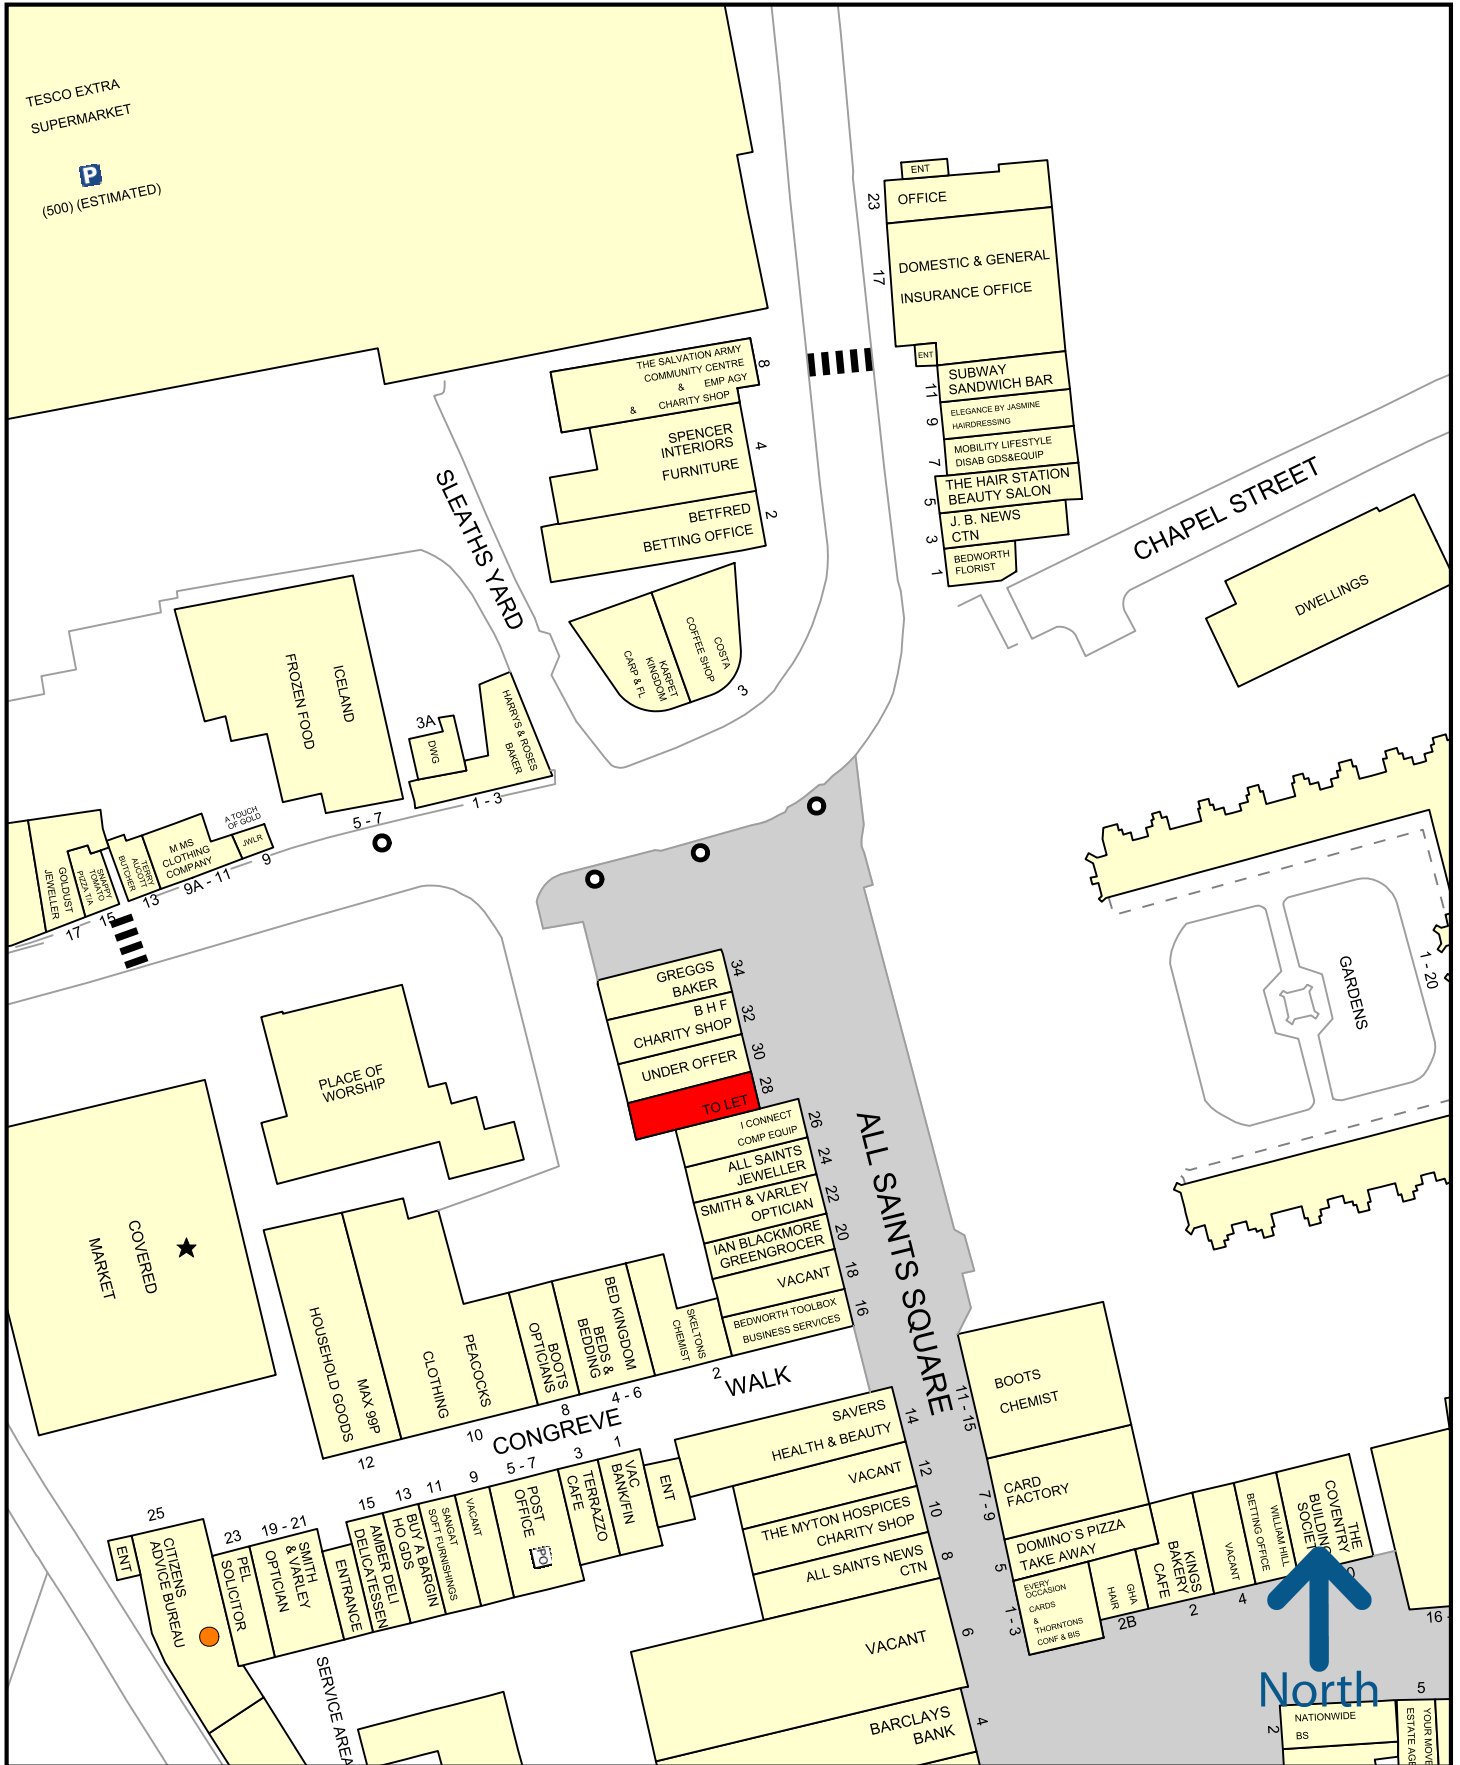 TESCO EXTRA
SUPERMARKET
P
(500) (ESTIMATED)
ENT
23
OFFICE
17
DOMESTIC & GENERAL
INSURANCE OFFICE
ENT
11
SUBWAY
SANDWICH BAR
9
ELEGANCE BY JASMINE
HAIRDRESSING
7
MOBILITY LIFESTYLE
DISAB GDS&EQUIP
5
THE HAIR STATION
BEAUTY SALON
3
J. B. NEWS
CTN
1
BEDWORTH
FLORIST
THE SALVATION ARMY
COMMUNITY CENTRE
& EMP AGY
& CHARITY SHOP
8
SPENCER
INTERIORS
FURNITURE
4
BETFRED
BETTING OFFICE
2
SLEATHS YARD
CHAPEL STREET
DWELLINGS
KARPET
KINGDOM
CARP & FL
COSTA
COFFEE SHOP
3
ICELAND
FROZEN FOOD
5 - 7
3A
DWG
HARRYS & ROSES
BAKER
1 - 3
GOLDUST
JEWELLER
17
SNAPPY
TOMATO
PIZZA T/A
15
TERRY
AUCOTT
BUTCHER
13
M.MS
CLOTHING
COMPANY
9A - 11
A TOUCH
OF GOLD
JWLR
9
GARDENS
1 - 20
PLACE OF
WORSHIP
COVERED
MARKET
GREGGS
BAKER
34
B H F
CHARITY SHOP
32
UNDER OFFER
30
TO LET
28
I CONNECT
COMP EQUIP
26
ALL SAINTS
JEWELLER
24
SMITH & VARLEY
OPTICIAN
22
IAN BLACKMORE
GREENGROCER
20
VACANT
18
BEDWORTH TOOLBOX
BUSINESS SERVICES
16
ALL SAINTS SQUARE
MAX 99P
HOUSEHOLD GOODS
12
PEACOCKS
CLOTHING
10
BOOTS
OPTICIANS
8
BED KINGDOM
BEDS &
BEDDING
4 - 6
SKELTONS
CHEMIST
2
CONGREVE WALK
SAVERS
HEALTH & BEAUTY
14
VACANT
12
THE MYTON HOSPICES
CHARITY SHOP
10
ALL SAINTS NEWS
CTN
8
VACANT
6
BARCLAYS
BANK
4
ENT
25
CITIZENS
ADVICE BUREAU
23
PEL
SOLICITOR
19 - 21
SMITH
& VARLEY
OPTICIAN
ENTRANCE
15
AMBER DELI
DELICATESSEN
13
BUY A BARGIN
HO GDS
11
SANGAT
SOFT FURNISHINGS
9
VACANT
5 - 7
POST
OFFICE
PO
3
TERRAZZO
CAFE
1
VAC
BANK/FIN
ENT
SERVICE AREA
11 - 15
BOOTS
CHEMIST
7 - 9
CARD
FACTORY
5
DOMINO`S PIZZA
TAKE AWAY
1 - 3
EVERY
OCCASION
CARDS
&
THORNTONS
CONF & BIS
GHA
HAIR
2B
KINGS
BAKERY
CAFE
2
VACANT
4
WILLIAM HILL
BETTING OFFICE
THE
COVENTRY
BUILDING
16 -
North
2
NATIONWIDE
BS
5
YOUR MOVE